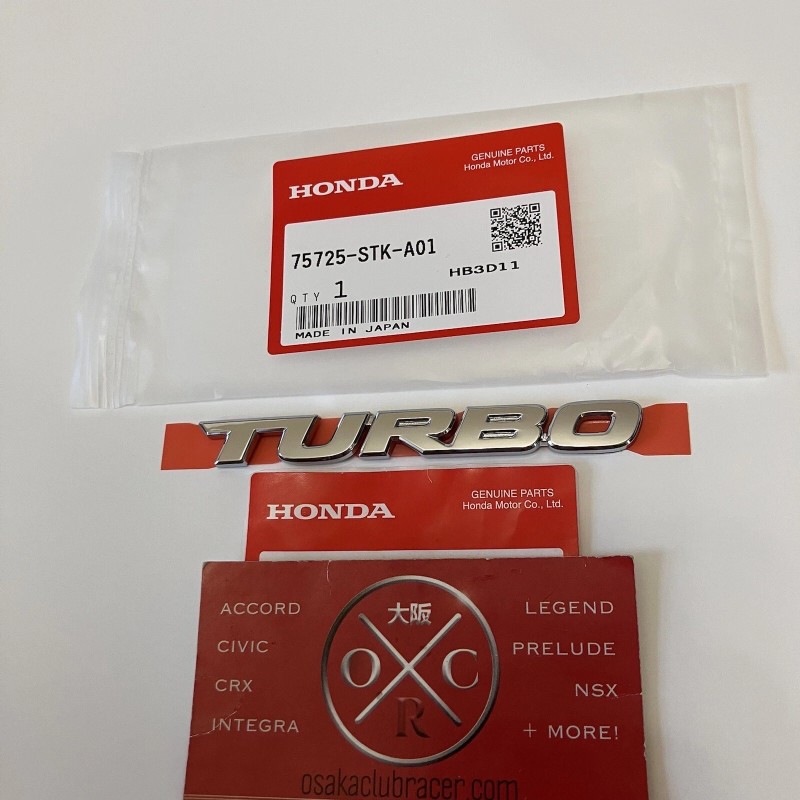 HONDA
GENUINE PARTS
Honda Motor Co., Ltd.
75725-STK-A01
HB3D11
QTY 1
MADE IN JAPAN
TURBO
HONDA
GENUINE PARTS
Honda Motor Co., Ltd.
ACCORD
CIVIC
CRX
INTEGRA
大阪
O C
R
LEGEND
PRELUDE
NSX
+ MORE!
osakaclubracer.com